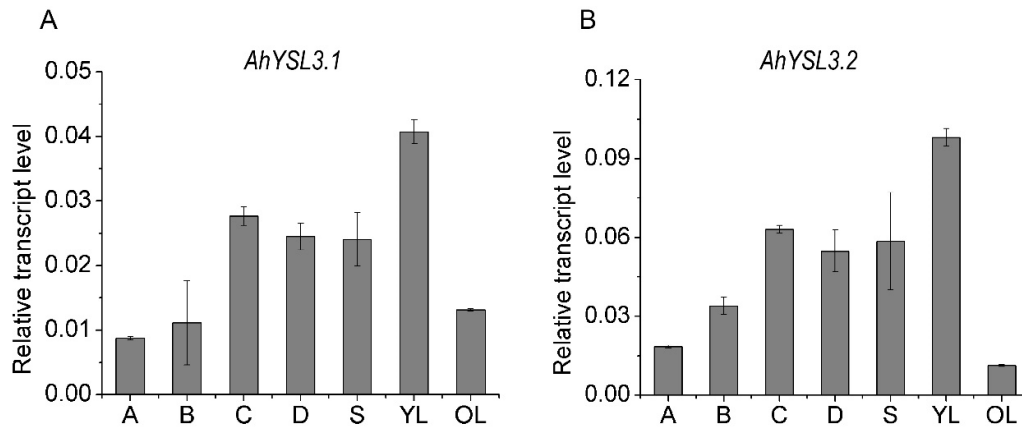 A
AhYSL3.1
Relative transcript level
0.05
0.04
0.03
0.02
0.01
0.00
A B C D S YL OL
B
AhYSL3.2
Relative transcript level
0.12
0.09
0.06
0.03
0.00
A B C D S YL OL